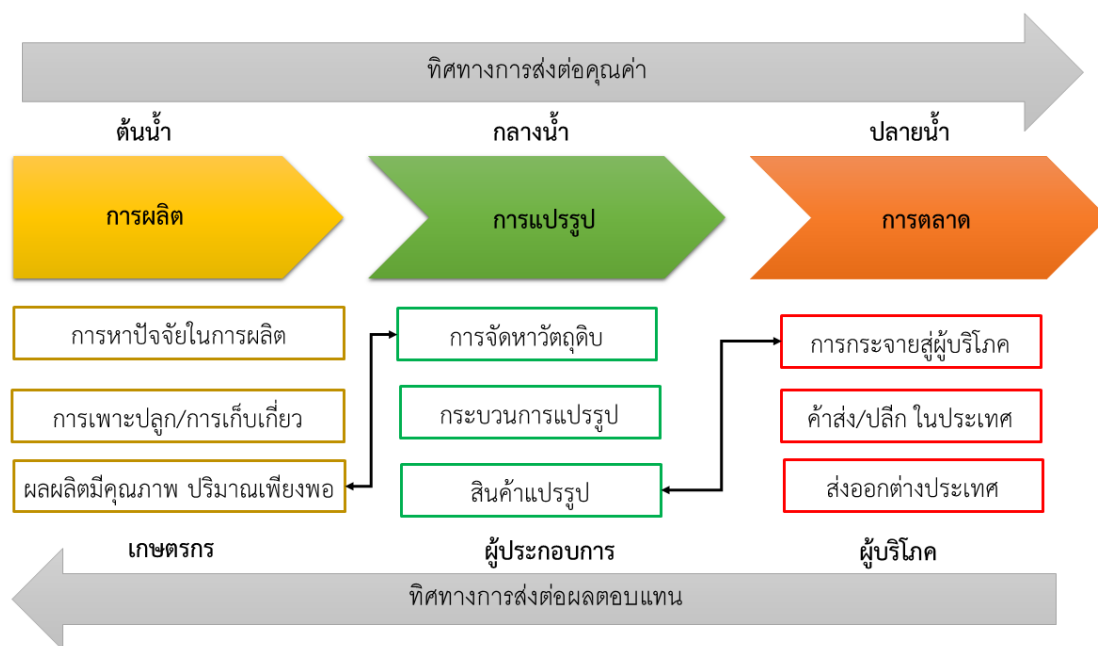 ทิศทางการส่งต่อคุณค่า
ต้นน้ำ
กลางน้ำ
ปลายน้ำ
การผลิต
การแปรรูป
การตลาด
การหาปัจจัยในการผลิต
การจัดหาวัตถุดิบ
การกระจายสู่ผู้บริโภค
การเพาะปลูก/การเก็บเกี่ยว
กระบวนการแปรรูป
ค้าส่ง/ปลีก ในประเทศ
ผลผลิตมีคุณภาพ ปริมาณเพียงพอ
สินค้าแปรรูป
ส่งออกต่างประเทศ
เกษตรกร
ผู้ประกอบการ
ผู้บริโภค
ทิศทางการส่งต่อผลตอบแทน